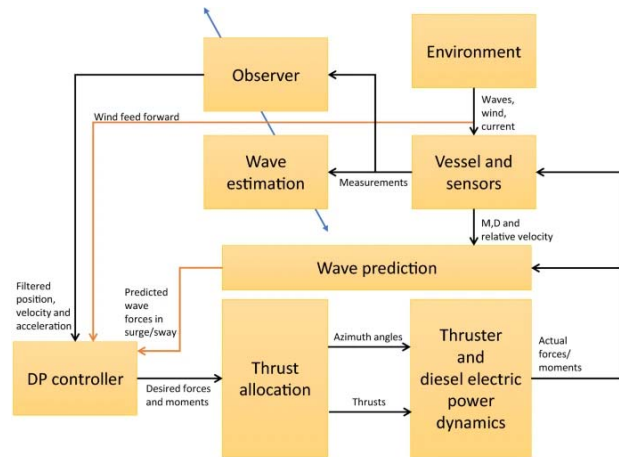 Environment
Observer
Waves,
wind,
current
Wind feed forward
Wave
estimation
Vessel and
sensors
Measurements
M,D and
relative velocity
Wave prediction
Filtered
position,
velocity and
acceleration
Predicted
wave
forces in
surge/sway
DP controller
Desired forces
and moments
Thrust
allocation
Azimuth angles
Thrusts
Thruster
and
diesel electric
power
dynamics
Actual
forces/
moments